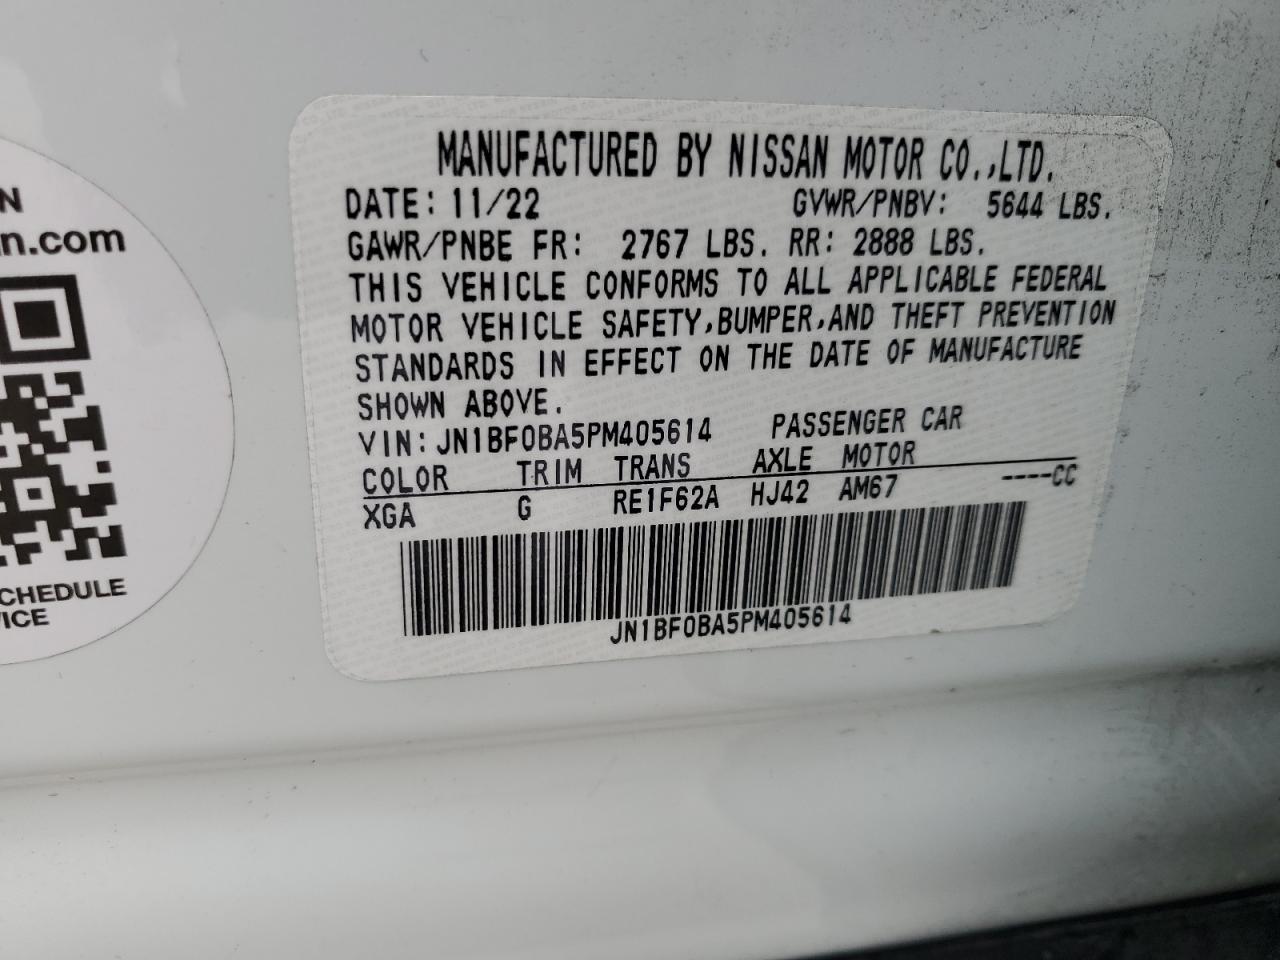 MANUFACTURED BY NISSAN MOTOR CO.,LTD.
DATE: 11/22 GVWR/PNBV: 5644 LBS.
GAWR/PNBE FR: 2767 LBS. RR: 2888 LBS.
THIS VEHICLE CONFORMS TO ALL APPLICABLE FEDERAL
MOTOR VEHICLE SAFETY,BUMPER,AND THEFT PREVENTION
STANDARDS IN EFFECT ON THE DATE OF MANUFACTURE
SHOWN ABOVE.
VIN: JN1BF0BA5PM405614 PASSENGER CAR
COLOR TRIM TRANS AXLE MOTOR
XGA G RE1F62A HJ42 AM67 ----CC
JN1BF0BA5PM405614
N
n.com
CHEDULE
ICE